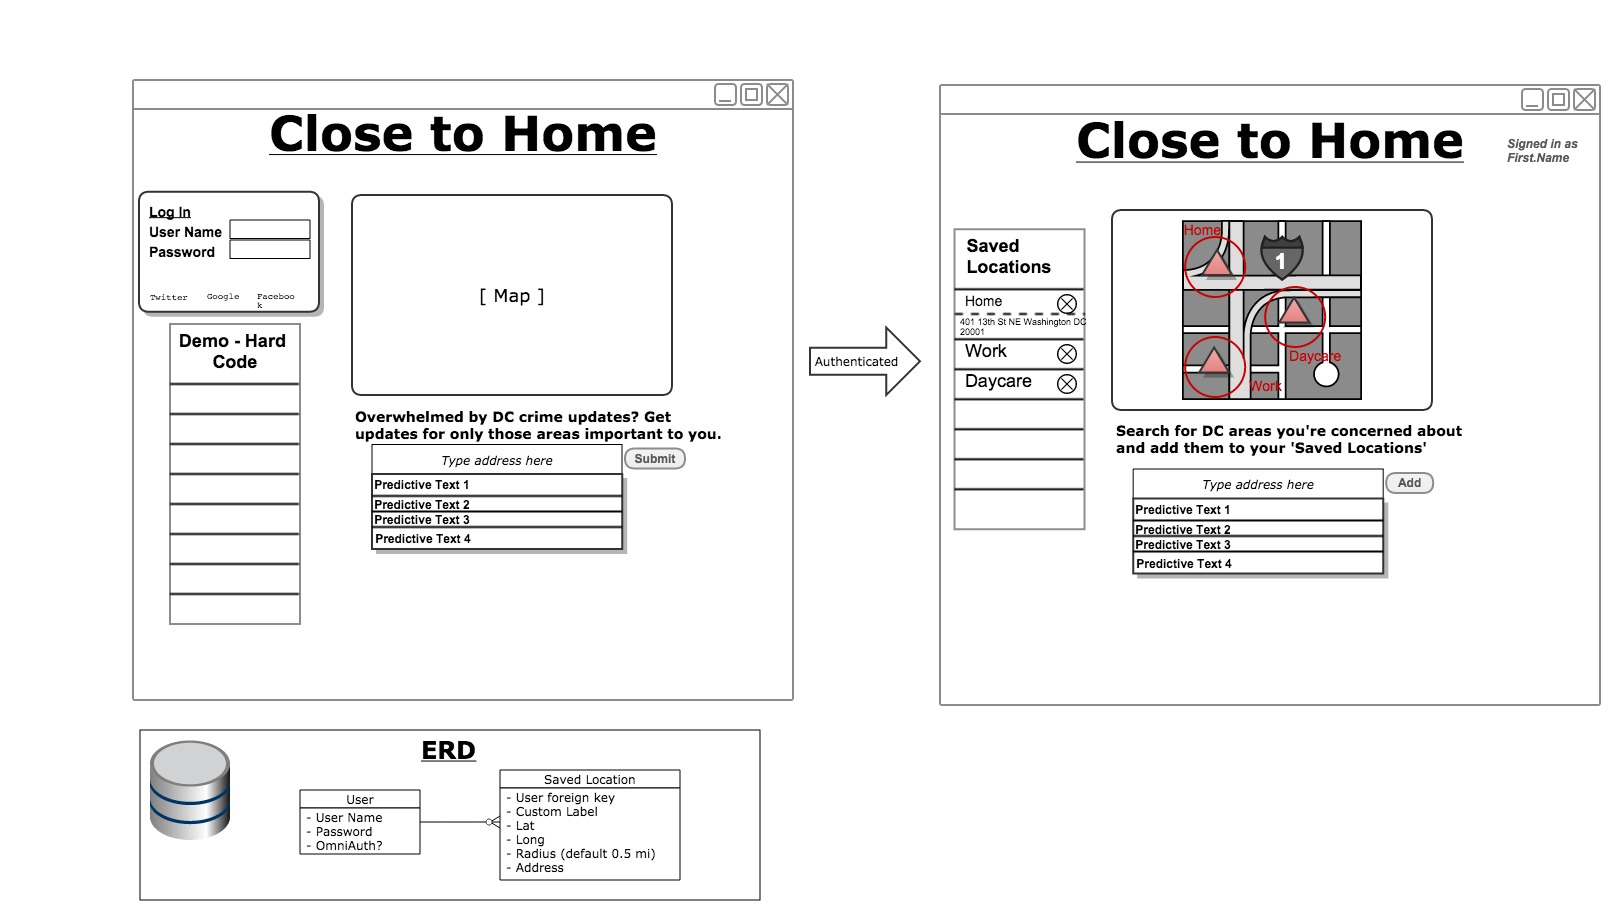 Close to Home
Log In
User Name
Password
Twitter
Google
Faceboo
k
Demo - Hard
Code
[ Map ]
Overwhelmed by DC crime updates? Get
updates for only those areas important to you.
Type address here
Submit
Predictive Text 1
Predictive Text 2
Predictive Text 3
Predictive Text 4
Authenticated
Close to Home
Signed in as
First.Name
Saved
Locations
Home
401 13th St NE Washington DC
20001
Work
Daycare
Home
1
Daycare
Work
Search for DC areas you're concerned about
and add them to your 'Saved Locations'
Type address here
Add
Predictive Text 1
Predictive Text 2
Predictive Text 3
Predictive Text 4
ERD
User
- User Name
- Password
- OmniAuth?
Saved Location
- User foreign key
- Custom Label
- Lat
- Long
- Radius (default 0.5 mi)
- Address